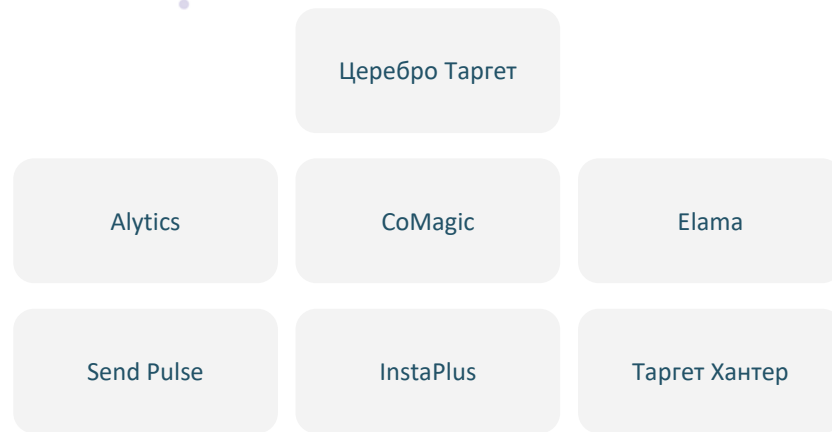 Церебро Таргет
Alytics
CoMagic
Elama
Send Pulse
InstaPlus
Таргет Хантер